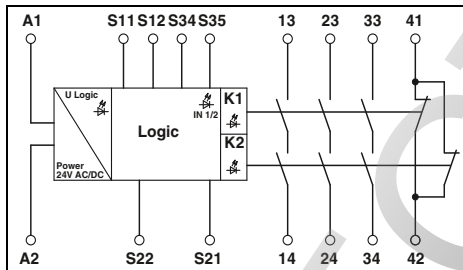 A1 S11 S12 S34 S35 13 23 33 41
U Logic
IN 1/2
K1
Logic
K2
Power
24V AC/DC
A2 S22 S21 14 24 34 42